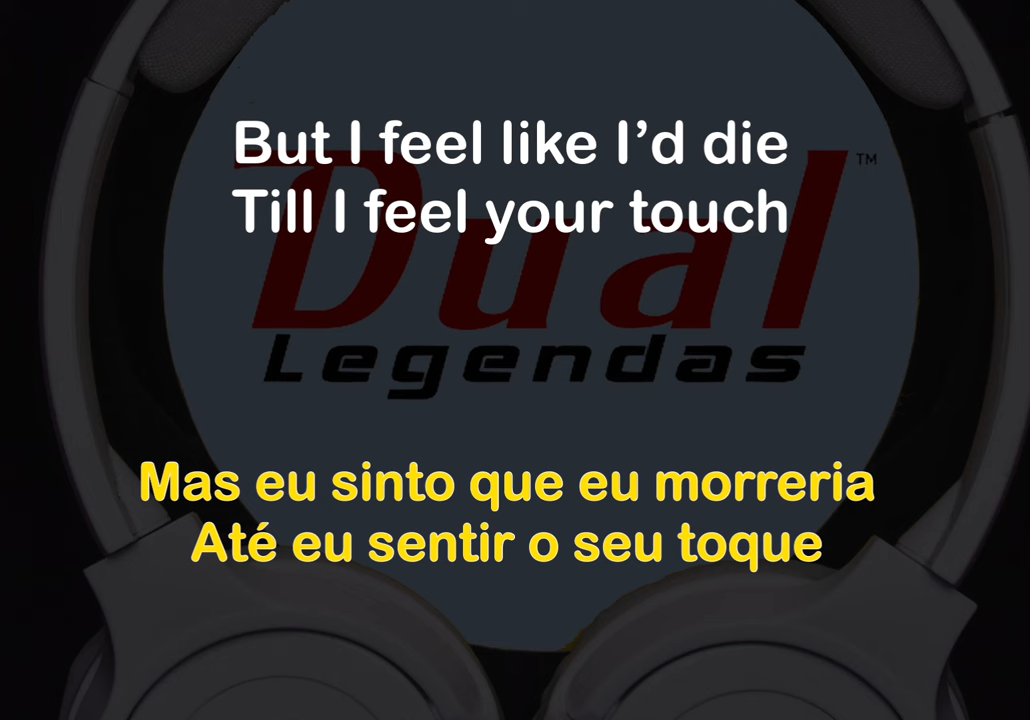 But I feel like I’d die
Till I feel your touch
Dual™
Legendas
Mas eu sinto que eu morreria
Até eu sentir o seu toque